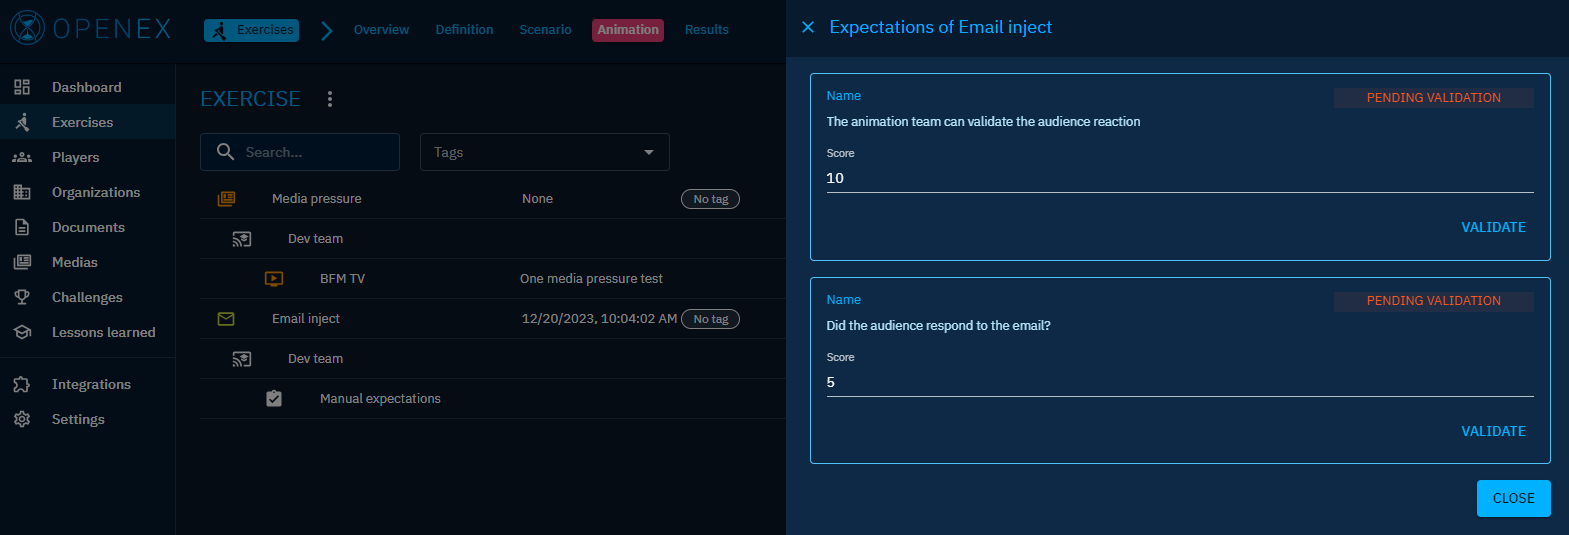 OPENEX
Exercises
Overview
Definition
Scenario
Animation
Results
Dashboard
Exercises
Players
Organizations
Documents
Medias
Challenges
Lessons learned
Integrations
Settings
EXERCISE
Search...
Tags
Media pressure None No tag
Dev team
BFM TV One media pressure test
Email inject 12/20/2023, 10:04:02 AM No tag
Dev team
Manual expectations
Expectations of Email inject
Name PENDING VALIDATION
The animation team can validate the audience reaction
Score
10
VALIDATE
Name PENDING VALIDATION
Did the audience respond to the email?
Score
5
VALIDATE
CLOSE